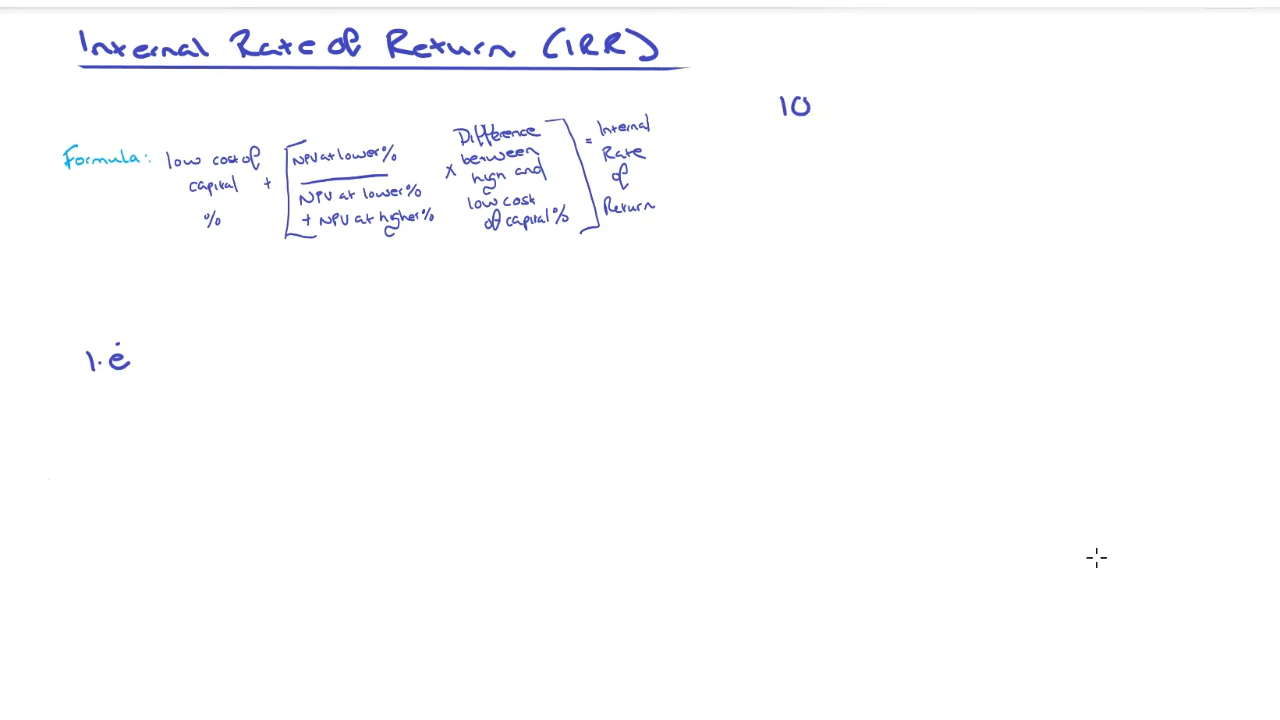 Internal Rate of Return (IRR)
10
Formula: low cost of capital % + [ NPV at lower % / NPV at lower % + NPV at higher % x Difference between high and low cost of capital % ] = Internal Rate of Return
1.e